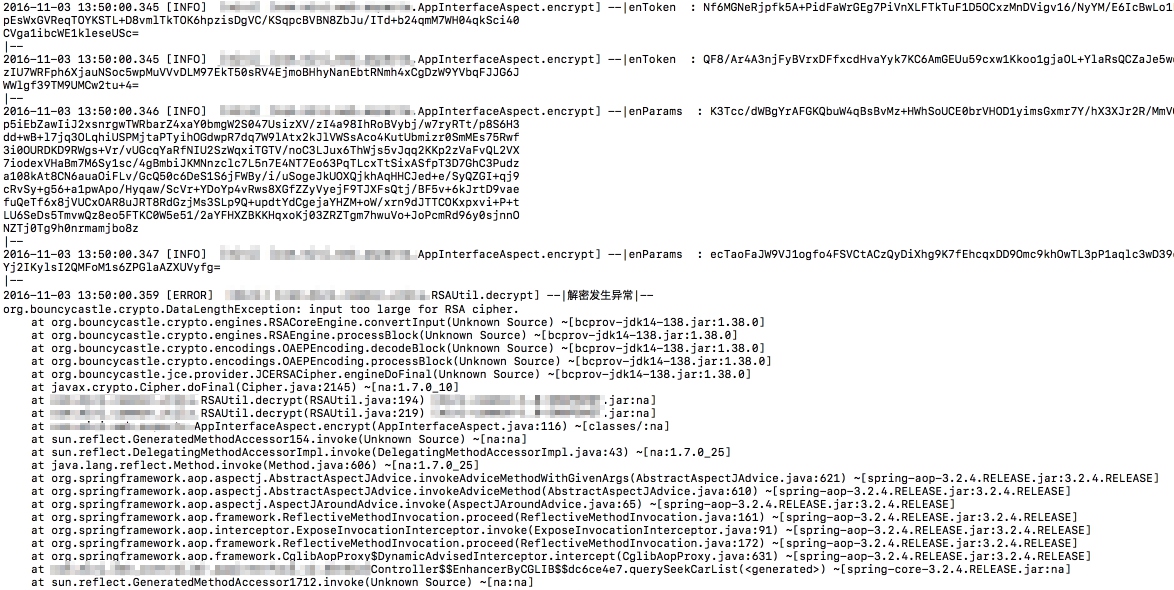 2016-11-03 13:50:00.345 [INFO] .AppInterfaceAspect.encrypt] --|enToken : Nf6MGNeRjpfk5A+PidFaWrGEg7PiVnXLFTkTuF1D5OCxzMnDVigv16/NyYM/E6IcBwLo1
pEsWxGVReqTOYKSTL+D8vmlTkTOK6hpzisDgVC/KSqpcBVBN8ZbJu/ITd+b24qmM7WH04qkSci40
CVga1ibcWE1kleseUSc=
|--
2016-11-03 13:50:00.345 [INFO] .AppInterfaceAspect.encrypt] --|enToken : QF8/Ar4A3njFyBVrxDFfxcdHvaYyk7KC6AmGEUu59cxw1Kkoo1gjaOL+YlaRsQCZaJe5w
zIU7WRFph6XjauNSoc5wpMuVVvDLM97EkT50sRV4EjmoBHhyNanEbtRNmh4xCgDzW9YVbqFJJG6J
WWlgf39TM9UMCw2tu+4=
|--
2016-11-03 13:50:00.346 [INFO] .AppInterfaceAspect.encrypt] --|enParams : K3Tcc/dWBgYrAFGKQbuW4qBsBvMz+HWhSoUCE0brVHOD1yimsGxmr7Y/hX3XJr2R/MmV
p5iEbZawIiJ2xsnrgwTWRbarZ4xaY0bmgW2S047UsizXV/zI4a98IhRoBVybj/w7ryRTt/p8S6H3
dd+wB+l7jq3OLqhiUSPMjtaPTyihOGdwpR7dq7W9lAtx2kJlVWSsAco4KutUbmizr0SmMEs75Rwf
3i0OURDKD9RWgs+Vr/vUGcqYaRfNIU2SzWqxiTGTV/noC3LJux6ThWjs5vJqq2KKp2zVaFvQL2VX
7iodexVHaBm7M6Sy1sc/4gBmbiJKMNnzclc7L5n7E4NT7Eo63PqTLcxTtSixASfpT3D7GhC3Pudz
a108kAt8CN6auaOiFLv/GcQ50c6DeS1S6jFWBy/i/uSogeJkUOXQjkhAqHHCJed+e/SyQZGI+qj9
cRvSy+g56+a1pwApo/Hyqaw/ScVr+YDoYp4vRws8XGfZZyVyejF9TJXFsQtj/BF5v+6kJrtD9vae
fuQeTf6x8jVUCxOAR8uJRT8RdGzjMs3SLp9Q+updtYdCgejaYHZM+oW/xrn9dJTTCOKxpxvi+P+t
LU6SeDs5TmvwQz8eo5FTKC0W5e51/2aYFHXZBKKHqxoKj03ZRZTgm7hwuVo+JoPcmRd96y0sjnnO
NZTj0Tg9h0nrmamjbo8z
|--
2016-11-03 13:50:00.347 [INFO] .AppInterfaceAspect.encrypt] --|enParams : ecTaoFaJW9VJ1ogfo4FSVCtACzQyDiXhg9K7fEhcqxDD9Omc9khOwTL3pP1aqlc3wD39
Yj2IKylsI2QMFoM1s6ZPGlaAZXUVyfg=
|--
2016-11-03 13:50:00.359 [ERROR] RSAUtil.decrypt] --|解密发生异常|--
org.bouncycastle.crypto.DataLengthException: input too large for RSA cipher.
at org.bouncycastle.crypto.engines.RSACoreEngine.convertInput(Unknown Source) ~[bcprov-jdk14-138.jar:1.38.0]
at org.bouncycastle.crypto.engines.RSAEngine.processBlock(Unknown Source) ~[bcprov-jdk14-138.jar:1.38.0]
at org.bouncycastle.crypto.encodings.OAEPEncoding.decodeBlock(Unknown Source) ~[bcprov-jdk14-138.jar:1.38.0]
at org.bouncycastle.crypto.encodings.OAEPEncoding.processBlock(Unknown Source) ~[bcprov-jdk14-138.jar:1.38.0]
at org.bouncycastle.jce.provider.JCERSACipher.engineDoFinal(Unknown Source) ~[bcprov-jdk14-138.jar:1.38.0]
at javax.crypto.Cipher.doFinal(Cipher.java:2145) ~[na:1.7.0_10]
at RSAUtil.decrypt(RSAUtil.java:194) .jar:na]
at RSAUtil.decrypt(RSAUtil.java:219) .jar:na]
at AppInterfaceAspect.encrypt(AppInterfaceAspect.java:116) ~[classes/:na]
at sun.reflect.GeneratedMethodAccessor154.invoke(Unknown Source) ~[na:na]
at sun.reflect.DelegatingMethodAccessorImpl.invoke(DelegatingMethodAccessorImpl.java:43) ~[na:1.7.0_25]
at java.lang.reflect.Method.invoke(Method.java:606) ~[na:1.7.0_25]
at org.springframework.aop.aspectj.AbstractAspectJAdvice.invokeAdviceMethodWithGivenArgs(AbstractAspectJAdvice.java:621) ~[spring-aop-3.2.4.RELEASE.jar:3.2.4.RELEASE]
at org.springframework.aop.aspectj.AbstractAspectJAdvice.invokeAdviceMethod(AbstractAspectJAdvice.java:610) ~[spring-aop-3.2.4.RELEASE.jar:3.2.4.RELEASE]
at org.springframework.aop.aspectj.AspectJAroundAdvice.invoke(AspectJAroundAdvice.java:65) ~[spring-aop-3.2.4.RELEASE.jar:3.2.4.RELEASE]
at org.springframework.aop.framework.ReflectiveMethodInvocation.proceed(ReflectiveMethodInvocation.java:161) ~[spring-aop-3.2.4.RELEASE.jar:3.2.4.RELEASE]
at org.springframework.aop.interceptor.ExposeInvocationInterceptor.invoke(ExposeInvocationInterceptor.java:91) ~[spring-aop-3.2.4.RELEASE.jar:3.2.4.RELEASE]
at org.springframework.aop.framework.ReflectiveMethodInvocation.proceed(ReflectiveMethodInvocation.java:172) ~[spring-aop-3.2.4.RELEASE.jar:3.2.4.RELEASE]
at org.springframework.aop.framework.CglibAopProxy$DynamicAdvisedInterceptor.intercept(CglibAopProxy.java:631) ~[spring-aop-3.2.4.RELEASE.jar:3.2.4.RELEASE]
at Controller$$EnhancerByCGLIB$$dc6ce4e7.querySeekCarList(<generated>) ~[spring-core-3.2.4.RELEASE.jar:na]
at sun.reflect.GeneratedMethodAccessor1712.invoke(Unknown Source) ~[na:na]